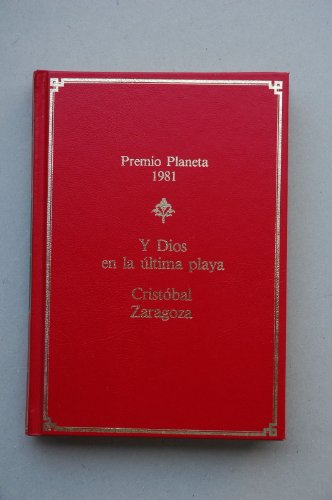 Premio Planeta
1981
Y Dios
en la última playa
Cristóbal
Zaragoza